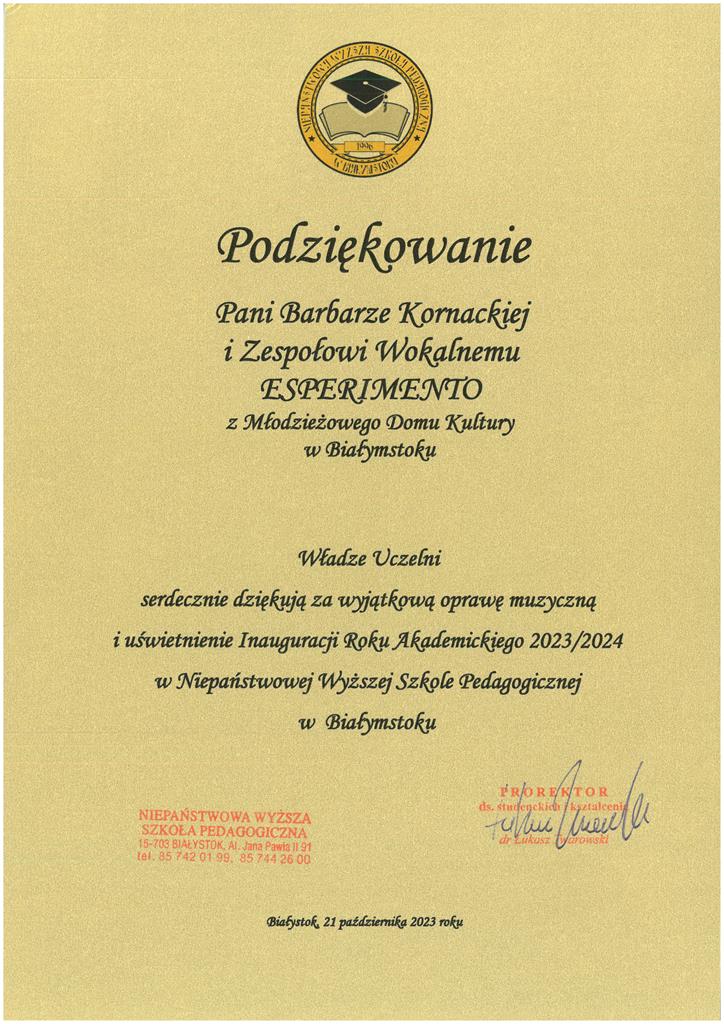 NIEPAŃSTWOWA WYŻSZA SZKOŁA PEDAGOGICZNA
1996
W BIAŁYMSTOKU
Podziękowanie
Pani Barbarze Kornackiej
i Zespołowi Wokalnemu
ESPERIMENTO
z Młodzieżowego Domu Kultury
w Białymstoku
Władze Uczelni
serdecznie dziękują za wyjątkową oprawę muzyczną
i uświetnienie Inauguracji Roku Akademickiego 2023/2024
w Niepaństwowej Wyższej Szkole Pedagogicznej
w Białymstoku
PROREKTOR
ds. studenckich i kształcenia
dr Łukasz Kwarowski
NIEPAŃSTWOWA WYŻSZA
SZKOŁA PEDAGOGICZNA
15-703 BIAŁYSTOK, Al. Jana Pawła II 91
tel. 85 742 01 99, 85 744 26 00
Białystok, 21 października 2023 roku